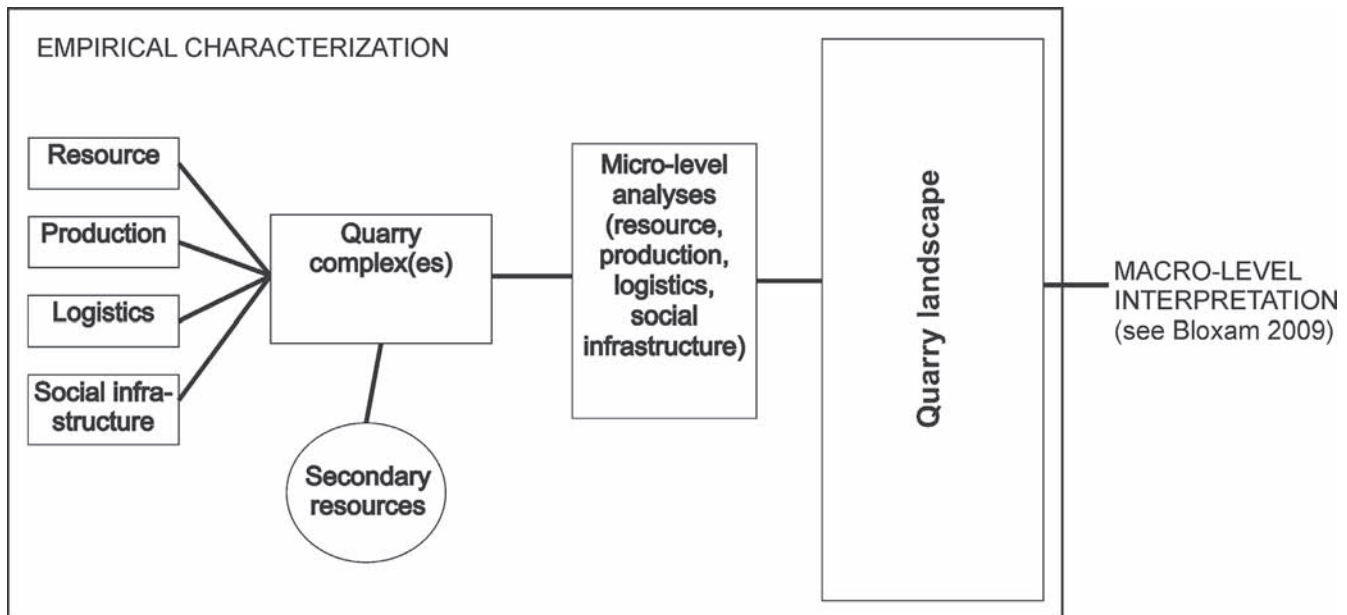 EMPIRICAL CHARACTERIZATION
Resource
Production
Logistics
Social infra-
structure
Quarry
complex(es)
Secondary
resources
Micro-level
analyses
(resource,
production,
logistics,
social
infrastructure)
Quarry landscape
MACRO-LEVEL
INTERPRETATION
(see Bloxam 2009)